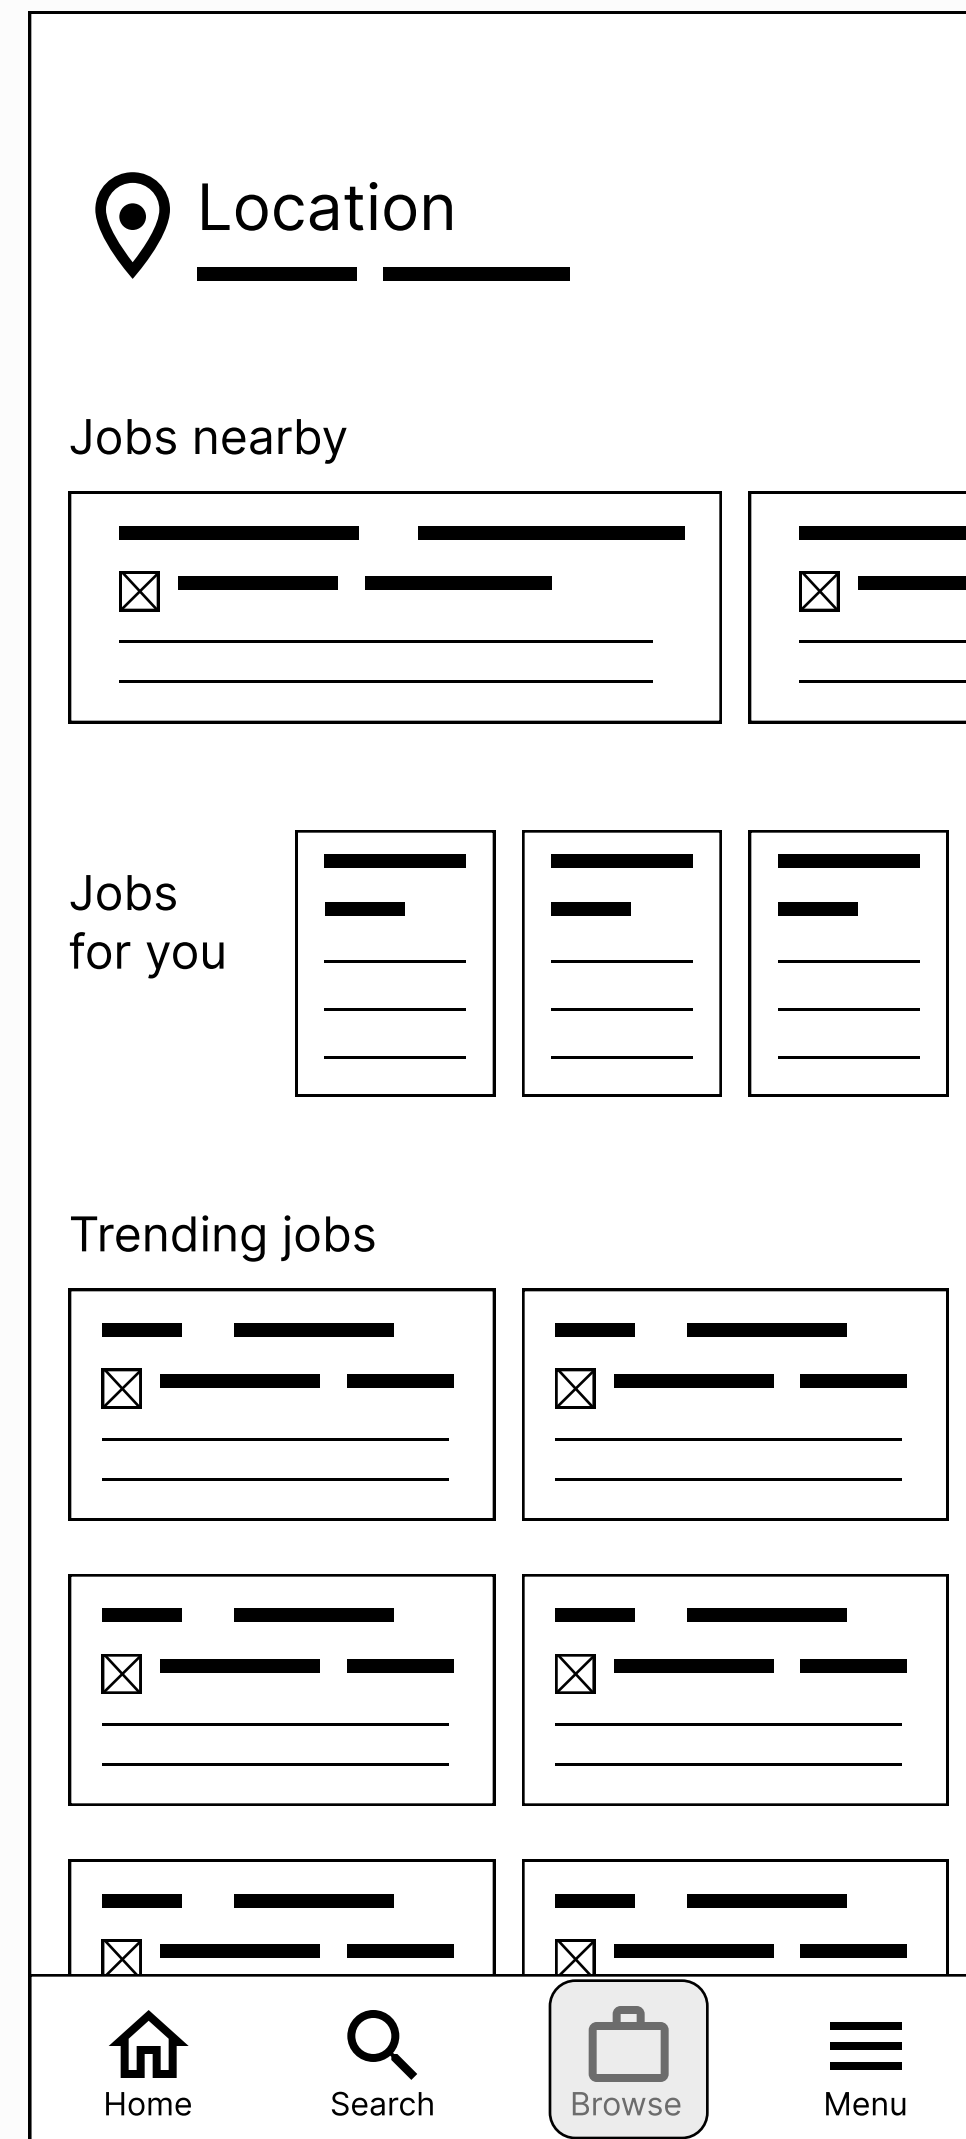 Location
Jobs nearby
Jobs
for you
Trending jobs
Home
Search
Browse
Menu